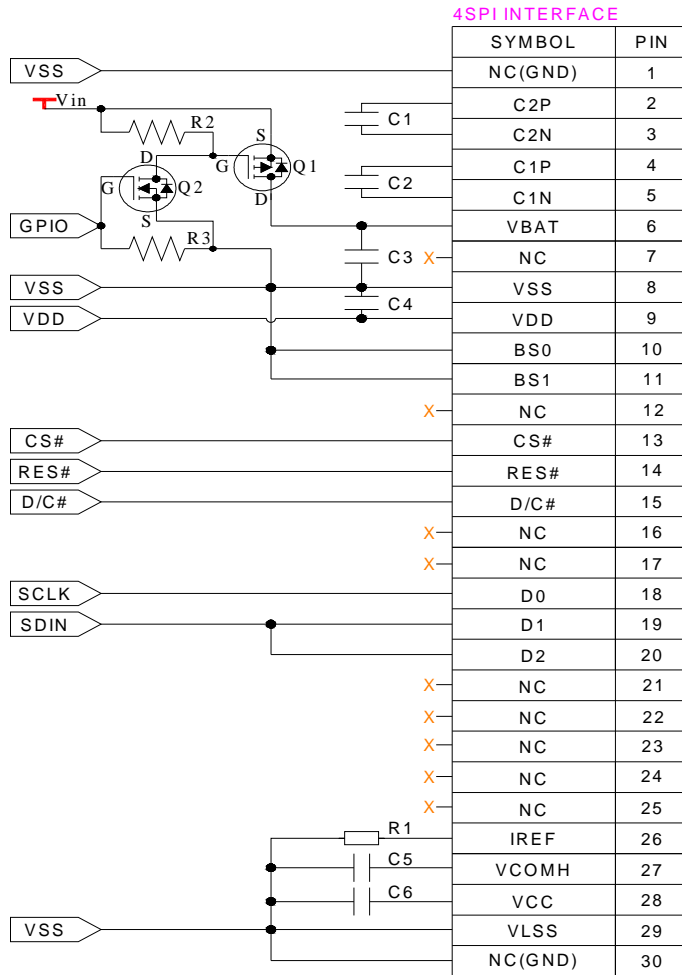 4SPI INTERFACE
SYMBOL PIN
VSS NC(GND) 1
Vin C2P 2
R2 C1 C2N 3
S
D G Q1 C1P 4
G Q2 C2 C1N 5
D
GPIO S VBAT 6
R3 C3 X NC 7
VSS VSS 8
C4
VDD VDD 9
BS0 10
BS1 11
X NC 12
CS# CS# 13
RES# RES# 14
D/C# D/C# 15
X NC 16
X NC 17
SCLK D0 18
SDIN D1 19
D2 20
X NC 21
X NC 22
X NC 23
X NC 24
X NC 25
R1 IREF 26
C5 VCOMH 27
C6 VCC 28
VSS VLSS 29
NC(GND) 30